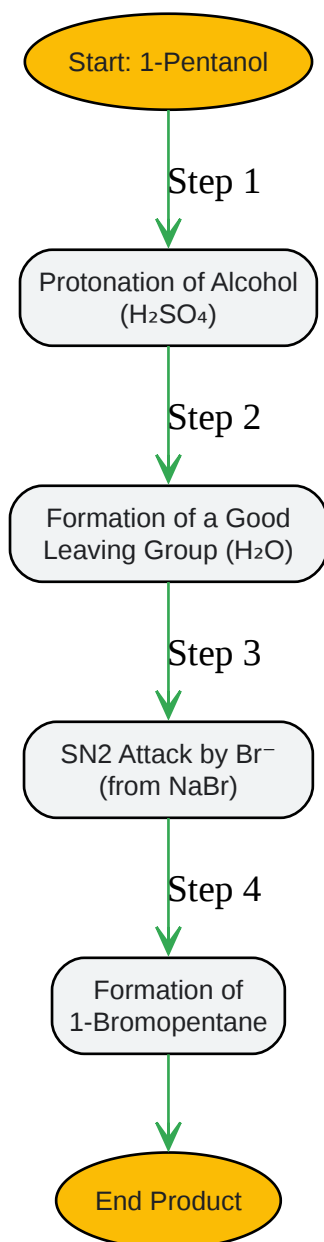 Start: 1-Pentanol
Step 1
Protonation of Alcohol
(H₂SO₄)
Step 2
Formation of a Good
Leaving Group (H₂O)
Step 3
SN2 Attack by Br⁻
(from NaBr)
Step 4
Formation of
1-Bromopentane
End Product